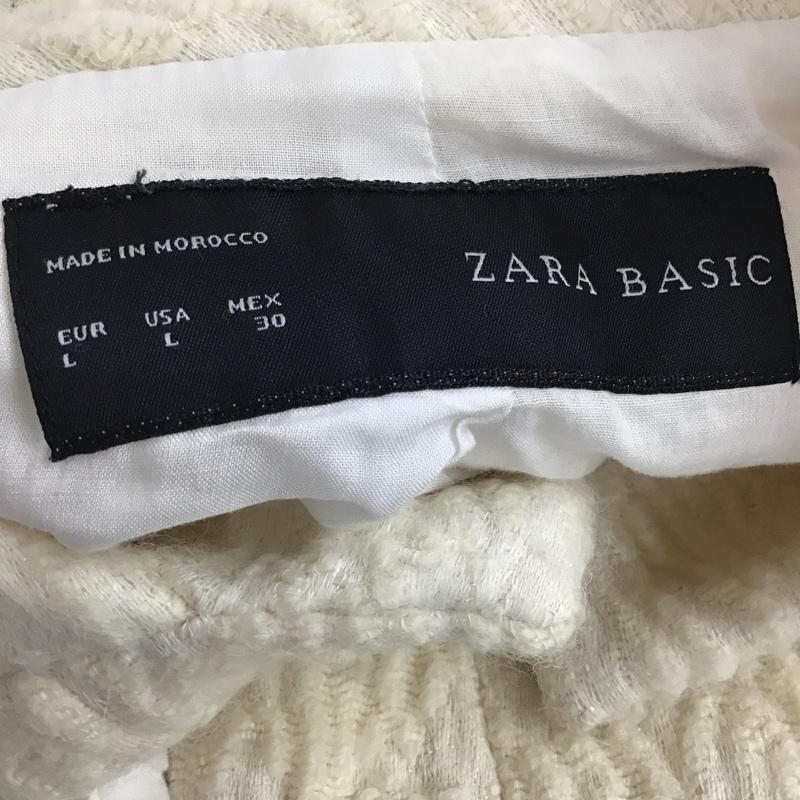 MADE IN MOROCCO
ZARA BASIC
EUR USA MEX
L L 30